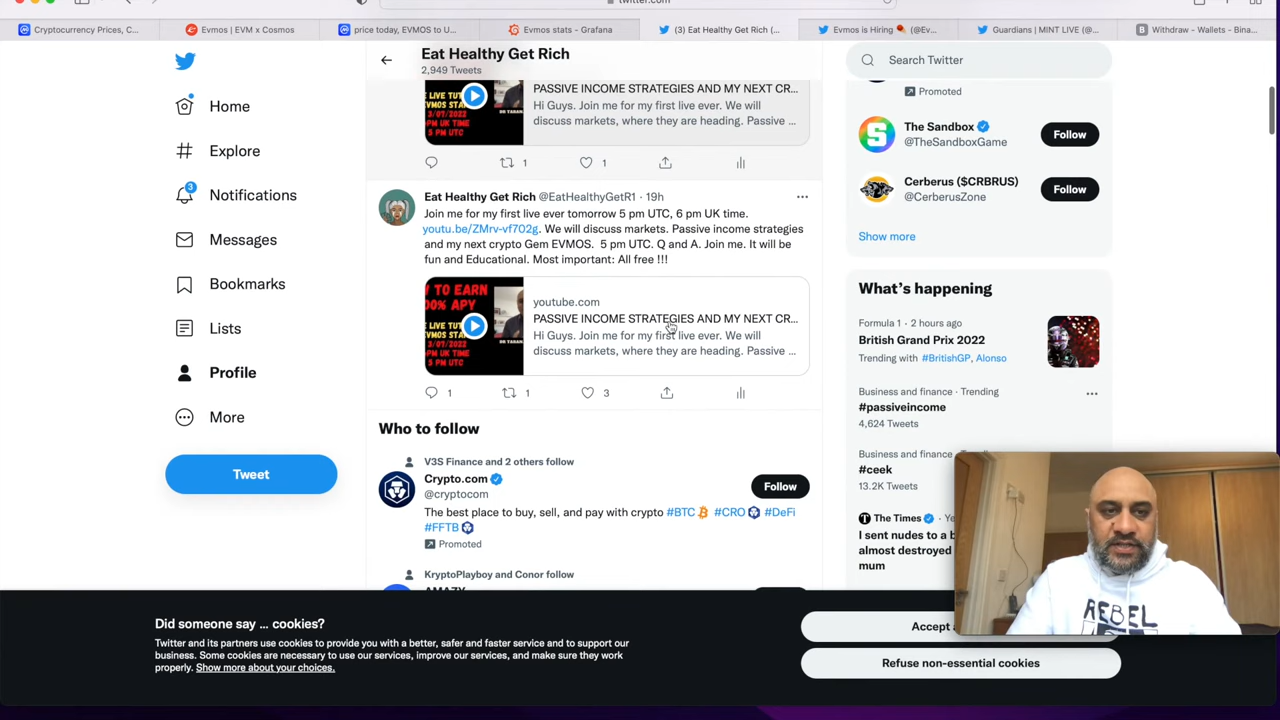 twitter.com
Cryptocurrency Prices, C...
Evmos | EVM x Cosmos
price today, EVMOS to U...
Evmos stats - Grafana
(3) Eat Healthy Get Rich (...
Evmos is Hiring (@Ev...
Guardians | MINT LIVE (@...
Withdraw - Wallets - Bina...
Eat Healthy Get Rich
2,949 Tweets
Home
Explore
3
Notifications
Messages
Bookmarks
Lists
Profile
More
Tweet
PASSIVE INCOME STRATEGIES AND MY NEXT CR...
Hi Guys. Join me for my first live ever. We will
discuss markets, where they are heading. Passive ...
1
1
Eat Healthy Get Rich @EatHealthyGetR1 · 19h
Join me for my first live ever tomorrow 5 pm UTC, 6 pm UK time.
youtu.be/ZMrv-vf702g. We will discuss markets. Passive income strategies
and my next crypto Gem EVMOS. 5 pm UTC. Q and A. Join me. It will be
fun and Educational. Most important: All free !!!
youtube.com
PASSIVE INCOME STRATEGIES AND MY NEXT CR...
Hi Guys. Join me for my first live ever. We will
discuss markets, where they are heading. Passive ...
1
1
3
Who to follow
V3S Finance and 2 others follow
Crypto.com
@cryptocom
Follow
The best place to buy, sell, and pay with crypto #BTC #CRO #DeFi
#FFTB
Promoted
KryptoPlayboy and Conor follow
Search Twitter
Promoted
The Sandbox
@TheSandboxGame
Follow
Cerberus ($CRBRUS)
@CerberusZone
Follow
Show more
What's happening
Formula 1 · 2 hours ago
British Grand Prix 2022
Trending with #BritishGP, Alonso
Business and finance · Trending
#passiveincome
4,624 Tweets
Business and finance
#ceek
13.2K Tweets
The Times
I sent nudes to a b
almost destroyed
mum
REBEL
Did someone say ... cookies?
Twitter and its partners use cookies to provide you with a better, safer and faster service and to support our
business. Some cookies are necessary to use our services, improve our services, and make sure they work
properly. Show more about your choices.
Accept
Refuse non-essential cookies